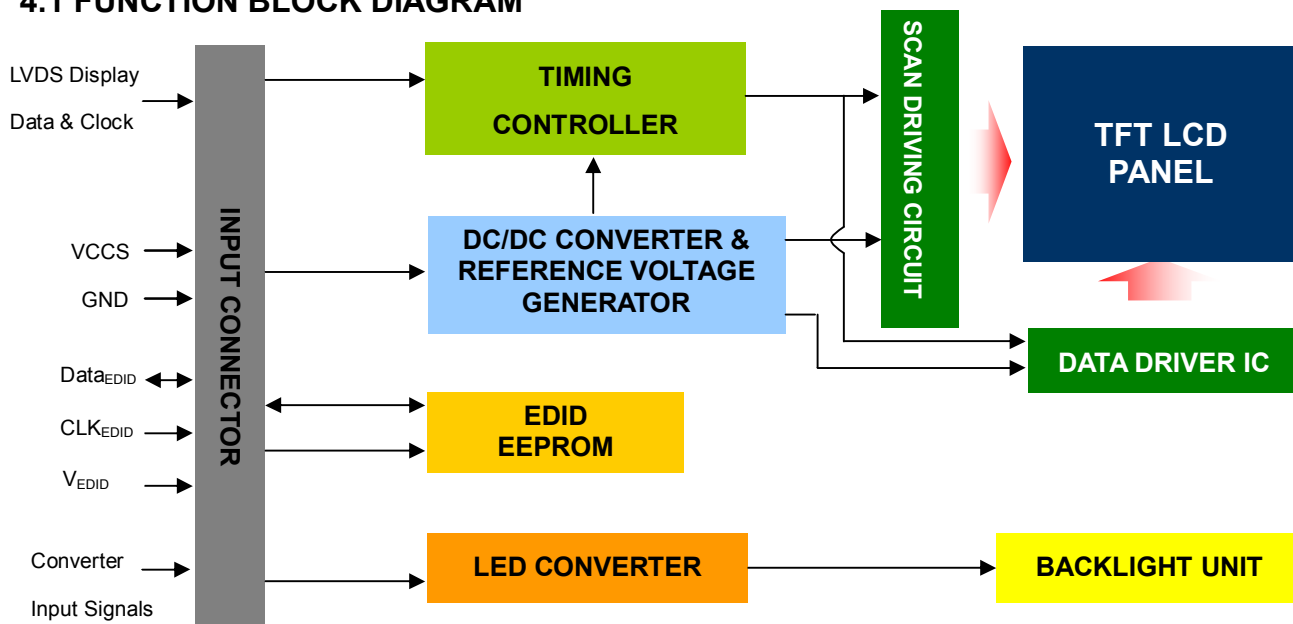 4.1 FUNCTION BLOCK DIAGRAM
LVDS Display
Data & Clock
VCCS
GND
DataEDID
CLKEDID
VEDID
Converter
Input Signals
INPUT CONNECTOR
TIMING
CONTROLLER
DC/DC CONVERTER &
REFERENCE VOLTAGE
GENERATOR
EDID
EEPROM
LED CONVERTER
SCAN DRIVING CIRCUIT
TFT LCD
PANEL
DATA DRIVER IC
BACKLIGHT UNIT